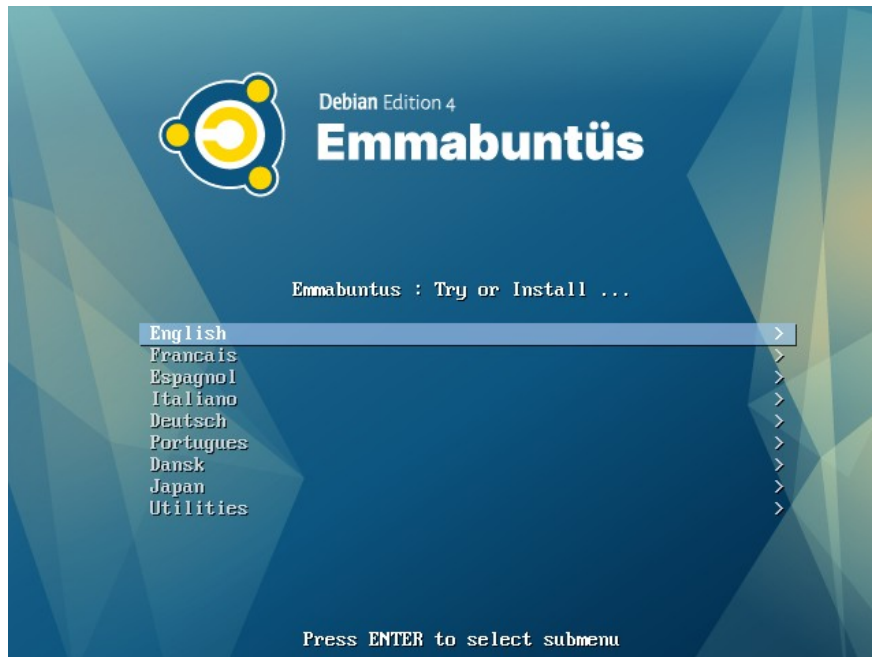 Debian Edition 4
Emmabuntüs
Emmabuntus : Try or Install ...
English >
Francais >
Espagnol >
Italiano >
Deutsch >
Portugues >
Dansk >
Japan >
Utilities >
Press ENTER to select submenu